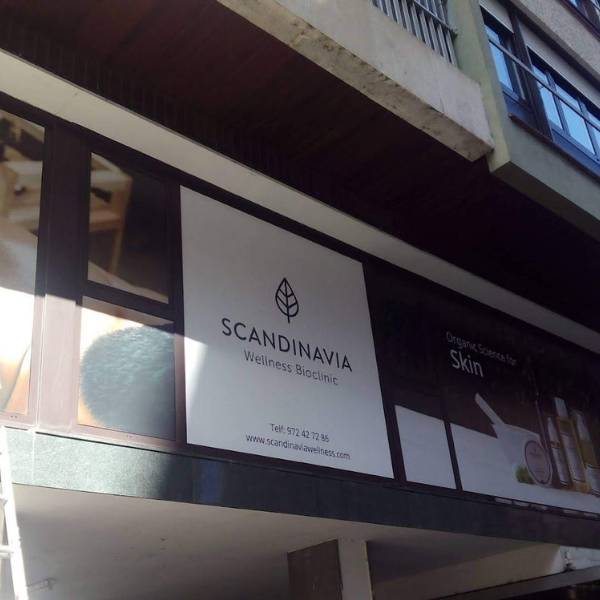 SCANDINAVIA
Wellness Bioclinic
Telf: 972 42 72 86
www.scandinaviawellness.com
Organic Science for
Skin